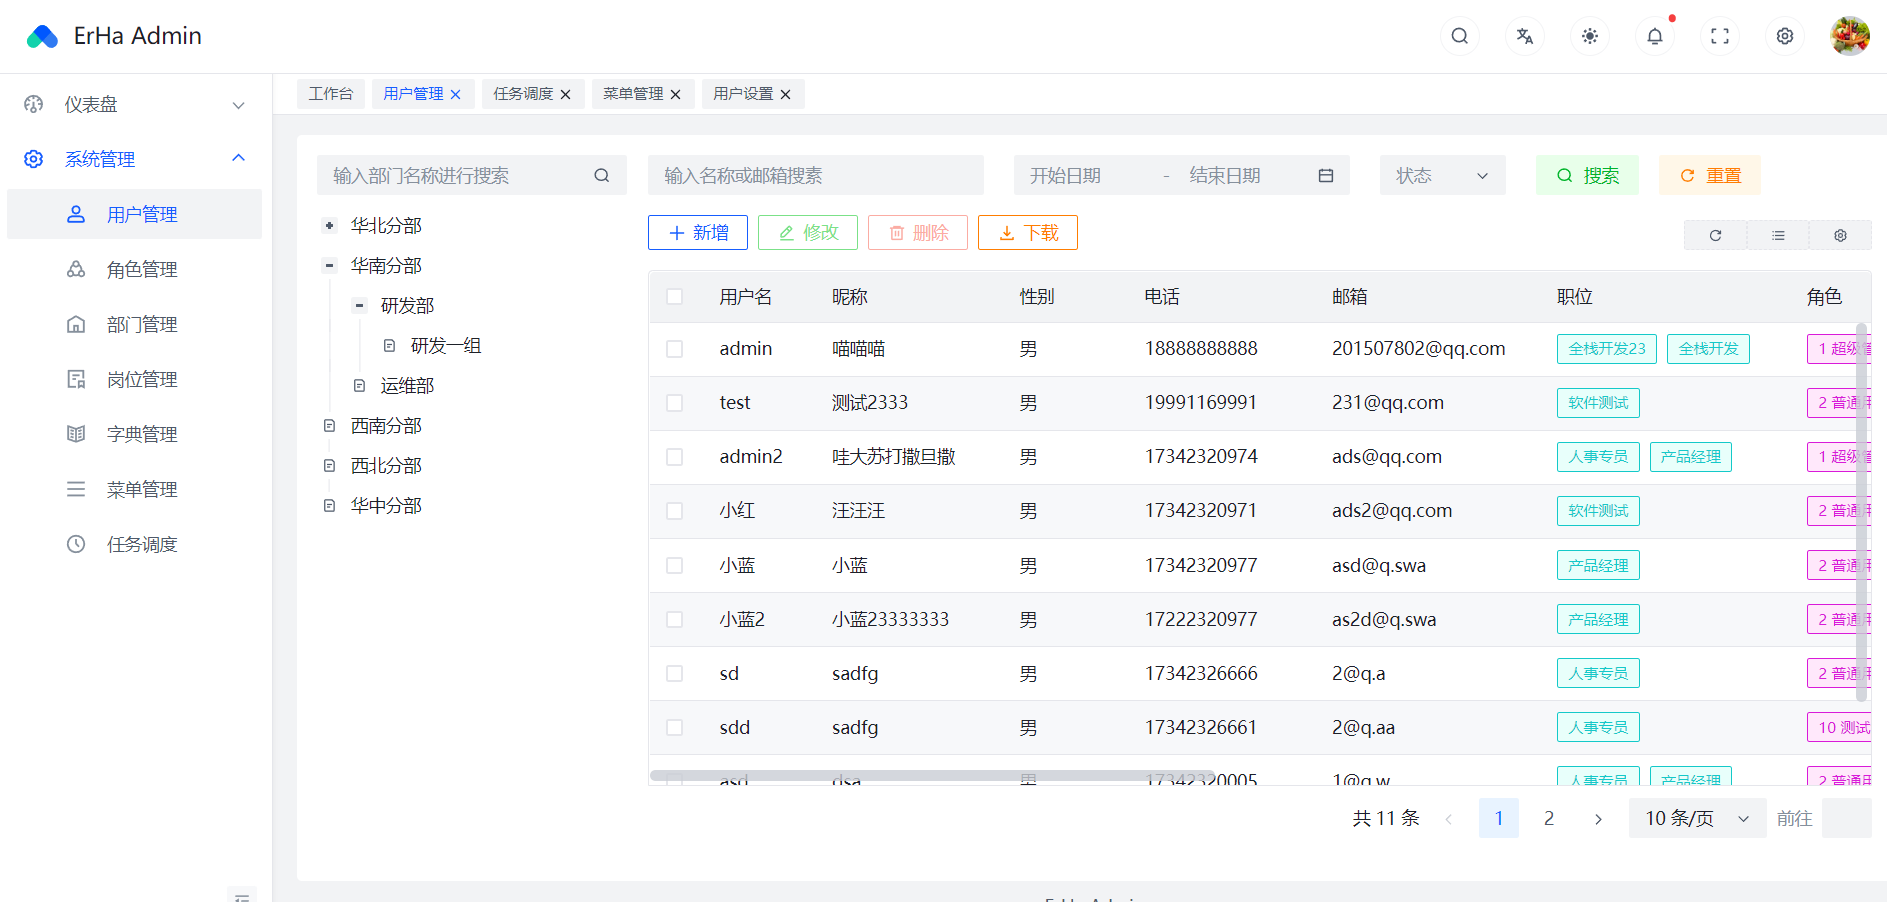 ErHa Admin
仪表盘
系统管理
用户管理
角色管理
部门管理
岗位管理
字典管理
菜单管理
任务调度
工作台 用户管理 任务调度 菜单管理 用户设置
输入部门名称进行搜索
华北分部
华南分部
研发部
研发一组
运维部
西南分部
西北分部
华中分部
输入名称或邮箱搜素 开始日期 - 结束日期 状态 搜索 重置
新增 修改 删除 下载
用户名 昵称 性别 电话 邮箱 职位 角色
admin 喵喵喵 男 18888888888 201507802@qq.com 全栈开发23 全栈开发 1 超级
test 测试2333 男 19991169991 231@qq.com 软件测试 2 普通用
admin2 哇大苏打撒旦撒 男 17342320974 ads@qq.com 人事专员 产品经理 1 超级
小红 汪汪汪 男 17342320971 ads2@qq.com 软件测试 2 普通用
小蓝 小蓝 男 17342320977 asd@q.swa 产品经理 2 普通用
小蓝2 小蓝23333333 男 17222320977 as2d@q.swa 产品经理 2 普通用
sd sadfg 男 17342326666 2@q.a 人事专员 2 普通用
sdd sadfg 男 17342326661 2@q.aa 人事专员 10 测试
asd dsa 男 17342320005 1@q.w 人事专员 产品经理 2 普通用
共 11 条 1 2 10 条/页 前往
ErHa Admin